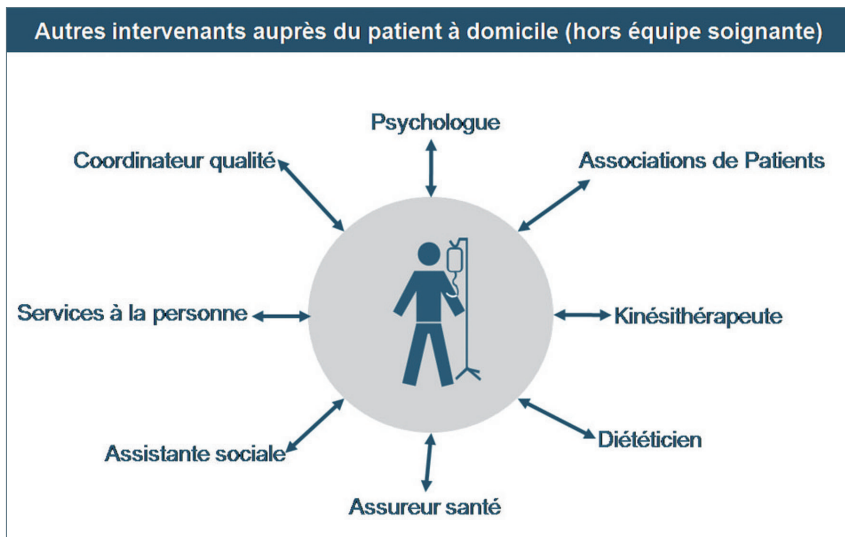 Autres intervenants auprès du patient à domicile (hors équipe soignante)
Psychologue
Coordinateur qualité
Associations de Patients
Services à la personne
Kinésithérapeute
Assistante sociale
Diététicien
Assureur santé